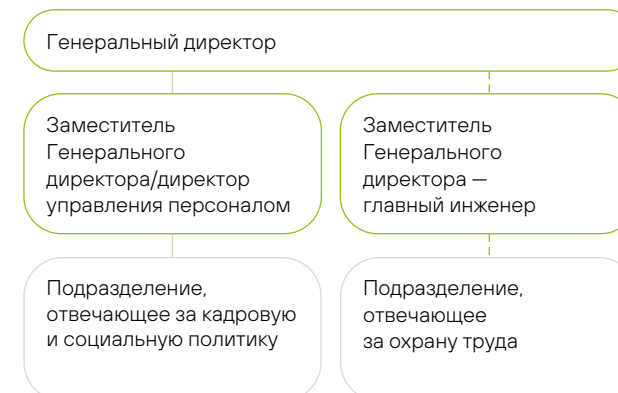 Генеральный директор
Заместитель
Генерального
директора/директор
управления персоналом
Заместитель
Генерального
директора —
главный инженер
Подразделение,
отвечающее за кадровую
и социальную политику
Подразделение,
отвечающее
за охрану труда